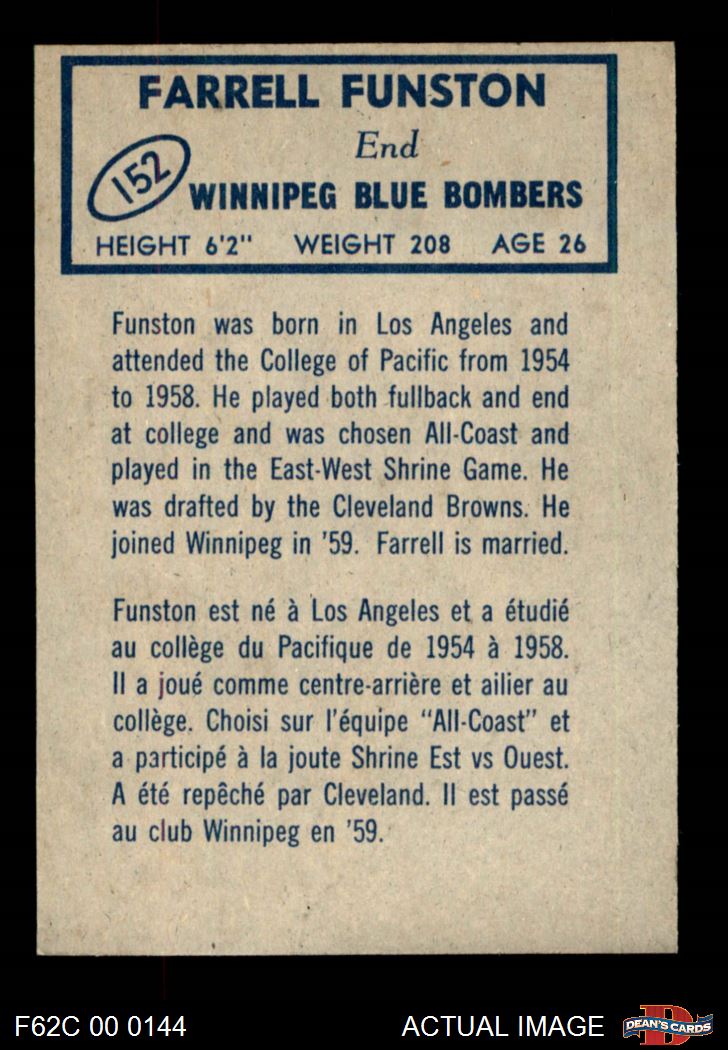 FARRELL FUNSTON
End
152
WINNIPEG BLUE BOMBERS
HEIGHT 6'2" WEIGHT 208 AGE 26
Funston was born in Los Angeles and
attended the College of Pacific from 1954
to 1958. He played both fullback and end
at college and was chosen All-Coast and
played in the East-West Shrine Game. He
was drafted by the Cleveland Browns. He
joined Winnipeg in '59. Farrell is married.
Funston est né à Los Angeles et a étudié
au collège du Pacifique de 1954 à 1958.
Il a joué comme centre-arrière et ailier au
collège. Choisi sur l'équipe "All-Coast" et
a participé à la joute Shrine Est vs Ouest.
A été repêché par Cleveland. Il est passé
au club Winnipeg en '59.
F62C 00 0144 ACTUAL IMAGE
D
DEAN'S CARDS